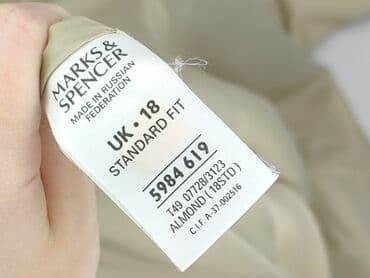 MARKS &
SPENCER
MADE IN RUSSIAN
FEDERATION
UK • 18
STANDARD FIT
5984 619
T49 07728/3123
ALMOND (18STD)
C.I.F. A-37-002516